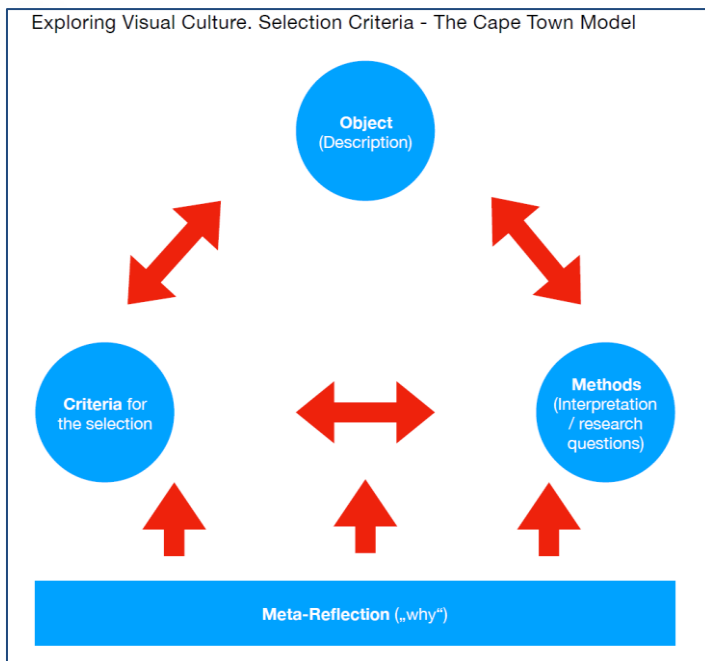 Exploring Visual Culture. Selection Criteria - The Cape Town Model
Object
(Description)
Criteria for
the selection
Methods
(Interpretation
/ research
questions)
Meta-Reflection („why“)